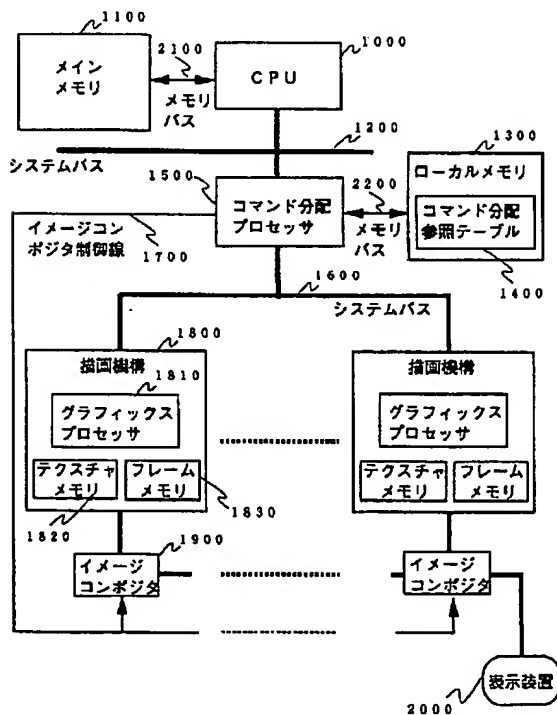 1100
2100
1000
メイン
メモリ
CPU
メモリ
バス
1200
1300
システムバス
1500
2200
ローカルメモリ
コマンド分配
プロセッサ
コマンド分配
参照テーブル
イメージコン
ポジタ制御線
メモリ
バス
1700
1400
1600
システムバス
1800
描画機構
1810
グラフィックス
プロセッサ
テクスチャ
メモリ
フレーム
メモリ
1820
1830
1900
イメージ
コンポジタ
描画機構
グラフィックス
プロセッサ
テクスチャ
メモリ
フレーム
メモリ
イメージ
コンポジタ
表示装置
2000